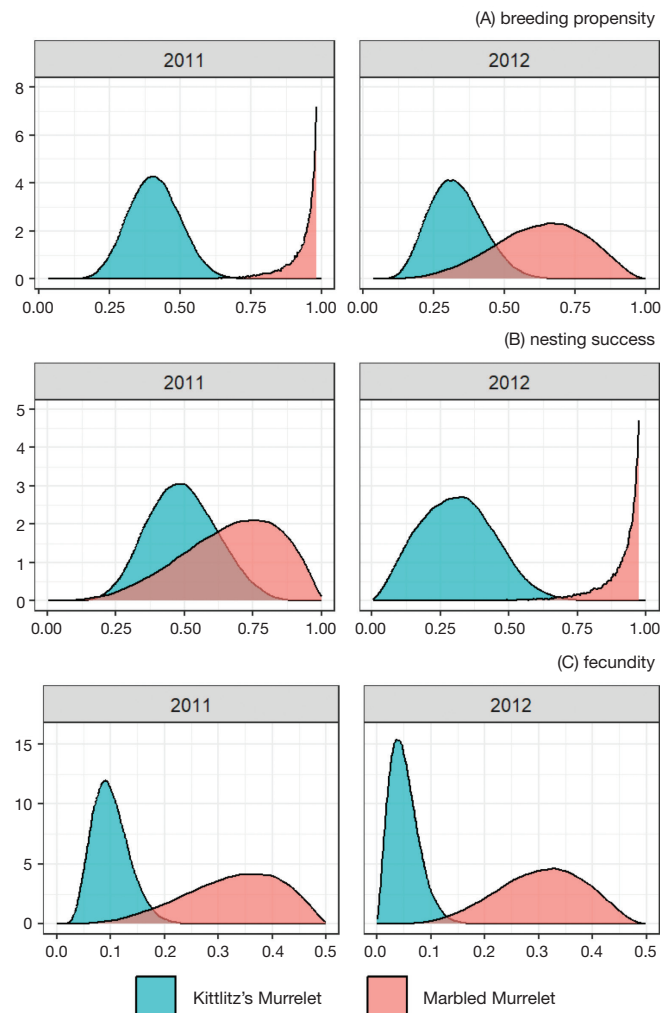 (A) breeding propensity
2011 2012
8
6
4
2
0
0.00 0.25 0.50 0.75 1.00 0.00 0.25 0.50 0.75 1.00
(B) nesting success
2011 2012
5
4
3
2
1
0
0.00 0.25 0.50 0.75 1.00 0.00 0.25 0.50 0.75 1.00
(C) fecundity
2011 2012
15
10
5
0
0.0 0.1 0.2 0.3 0.4 0.5 0.0 0.1 0.2 0.3 0.4 0.5
Kittlitz's Murrelet Marbled Murrelet